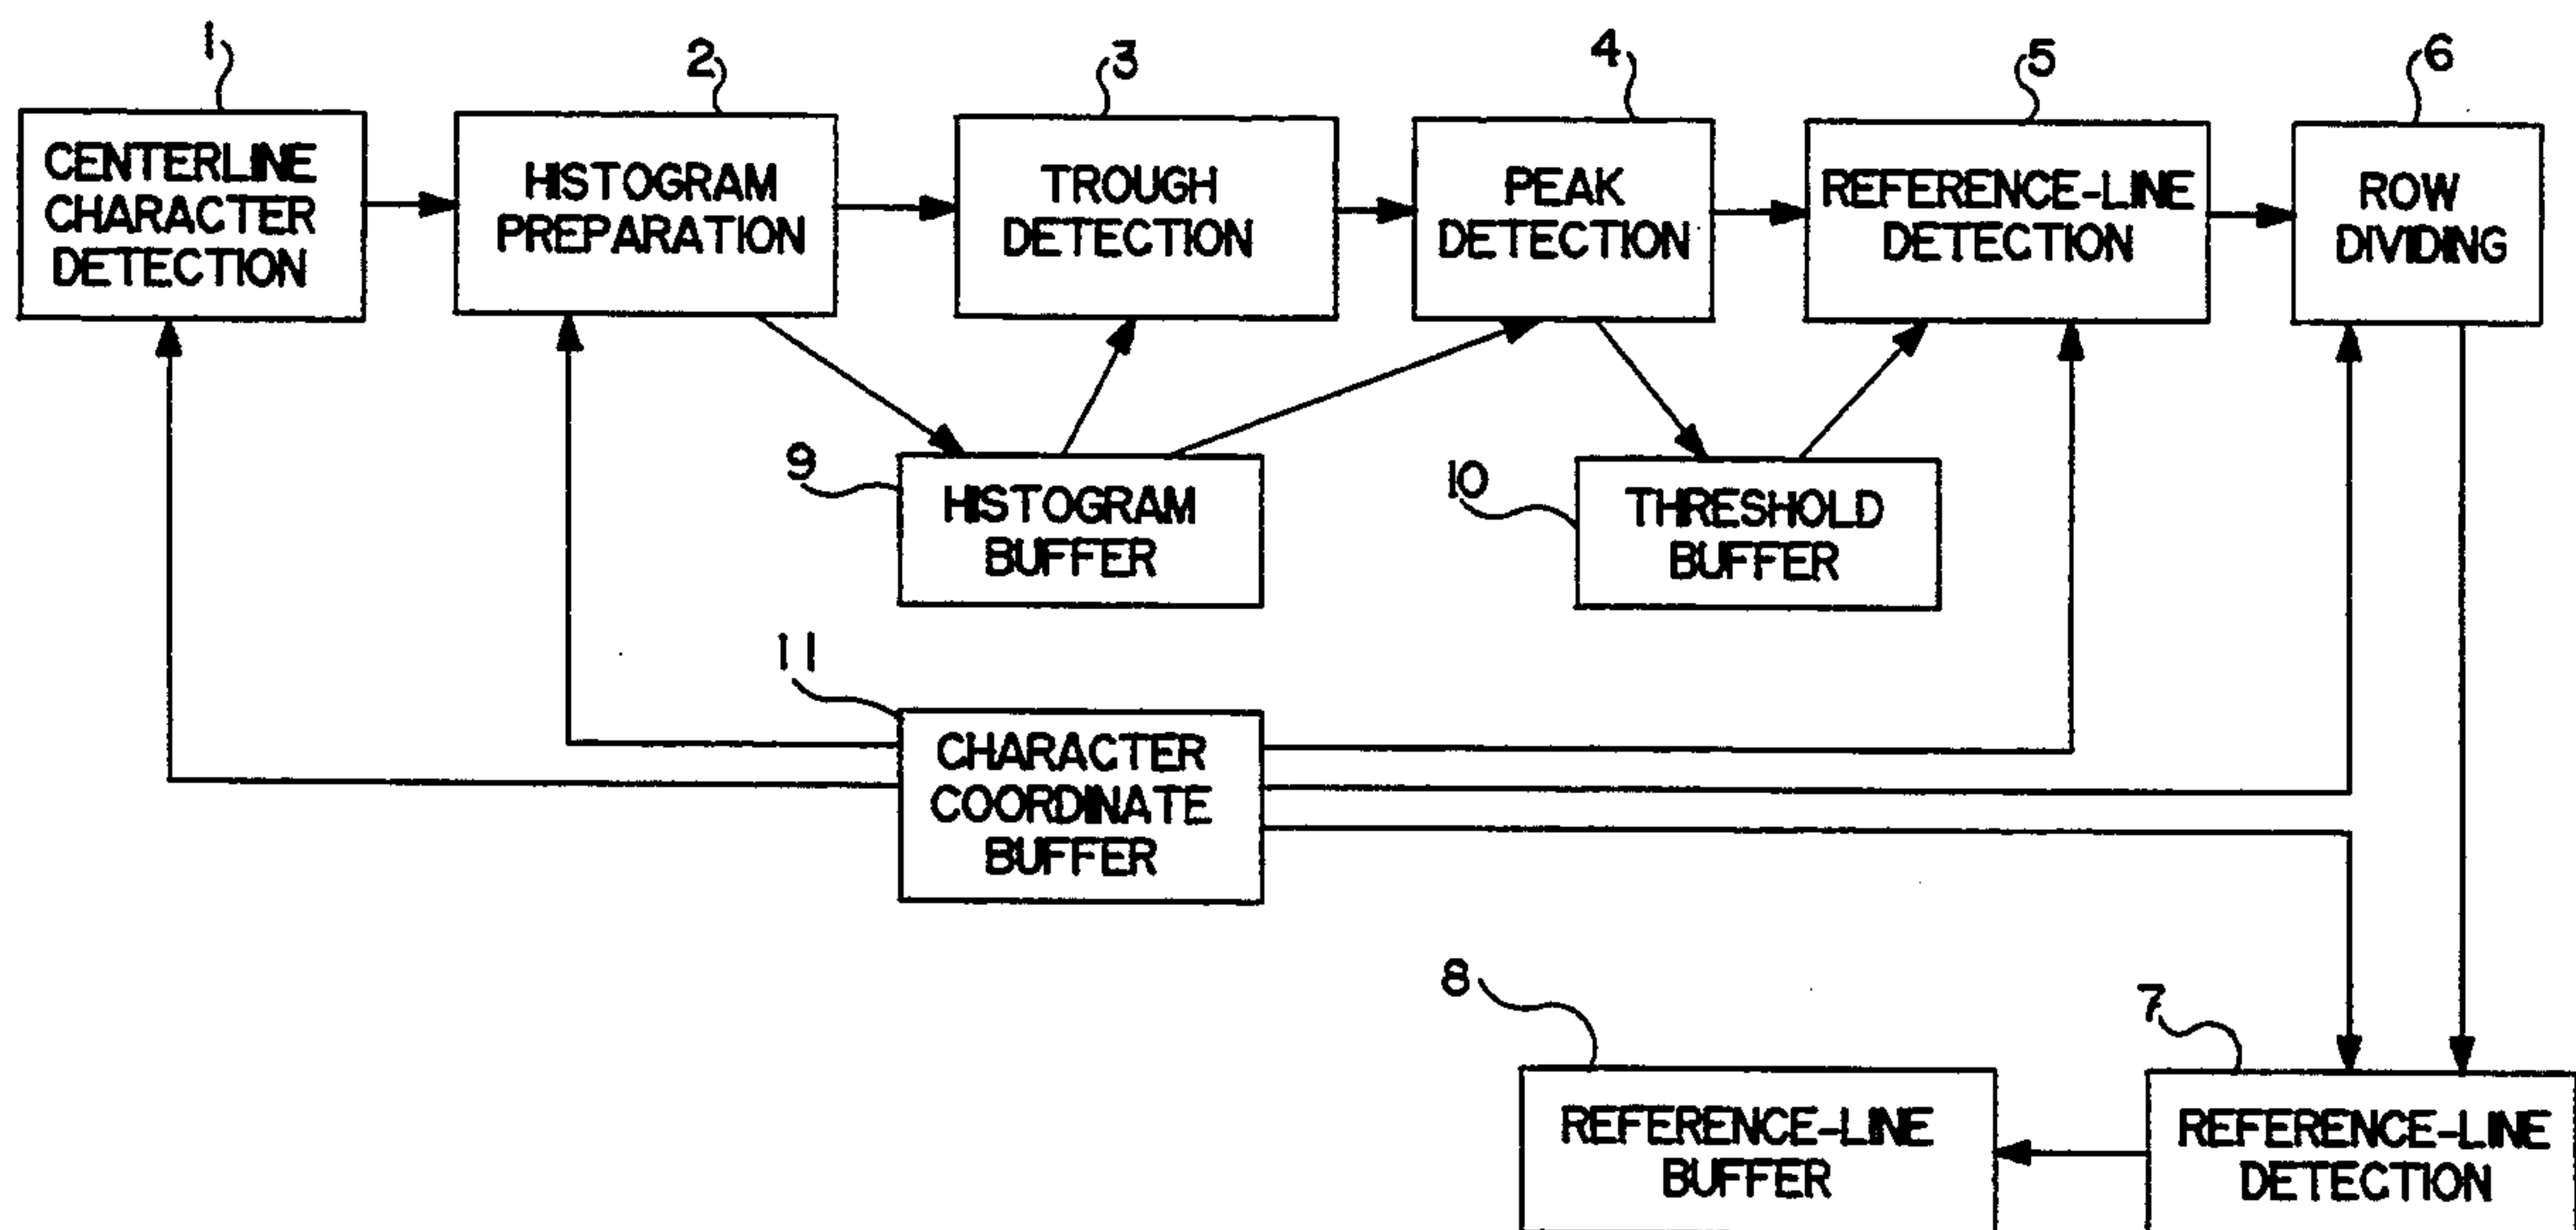 1
2
3
4
5
6
CENTERLINE
CHARACTER
DETECTION
HISTOGRAM
PREPARATION
TROUGH
DETECTION
PEAK
DETECTION
REFERENCE-LINE
DETECTION
ROW
DIVIDING
9
HISTOGRAM
BUFFER
10
THRESHOLD
BUFFER
11
CHARACTER
COORDINATE
BUFFER
8
REFERENCE-LINE
BUFFER
7
REFERENCE-LINE
DETECTION